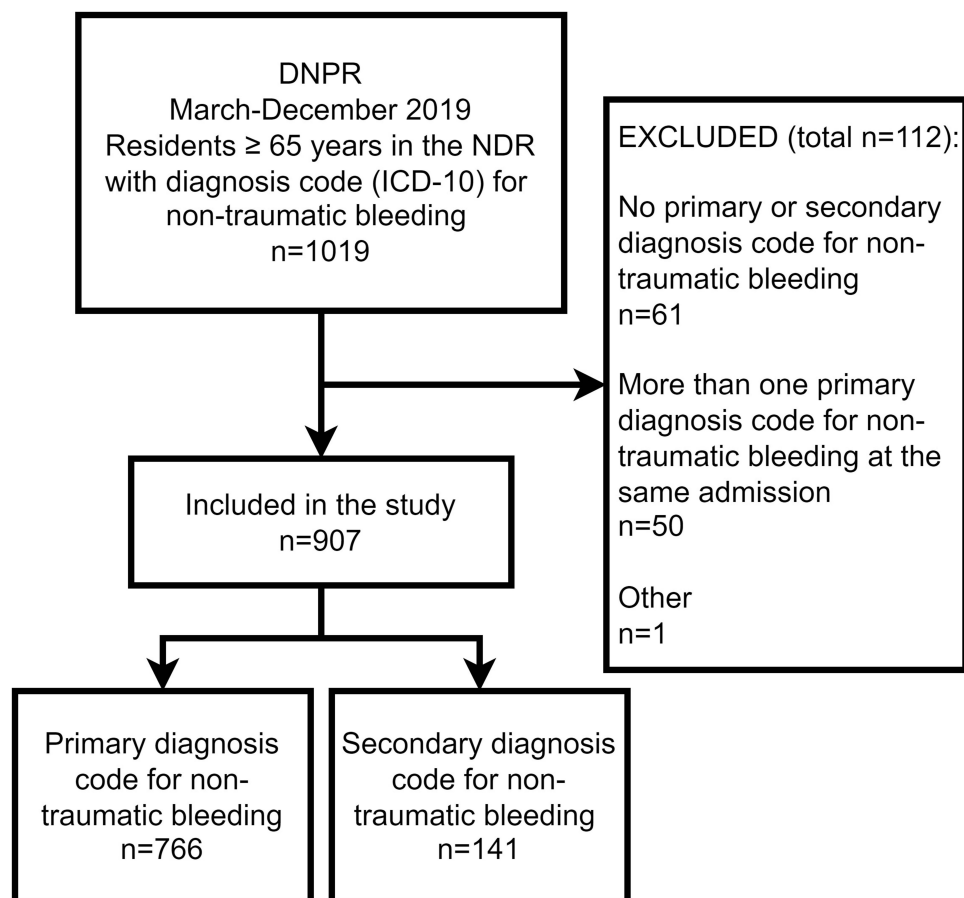 DNPR
March-December 2019
Residents ≥ 65 years in the NDR
with diagnosis code (ICD-10) for
non-traumatic bleeding
n=1019
EXCLUDED (total n=112):
No primary or secondary
diagnosis code for non-
traumatic bleeding
n=61
More than one primary
diagnosis code for non-
traumatic bleeding at the
same admission
n=50
Other
n=1
Included in the study
n=907
Primary diagnosis
code for non-
traumatic bleeding
n=766
Secondary diagnosis
code for non-
traumatic bleeding
n=141